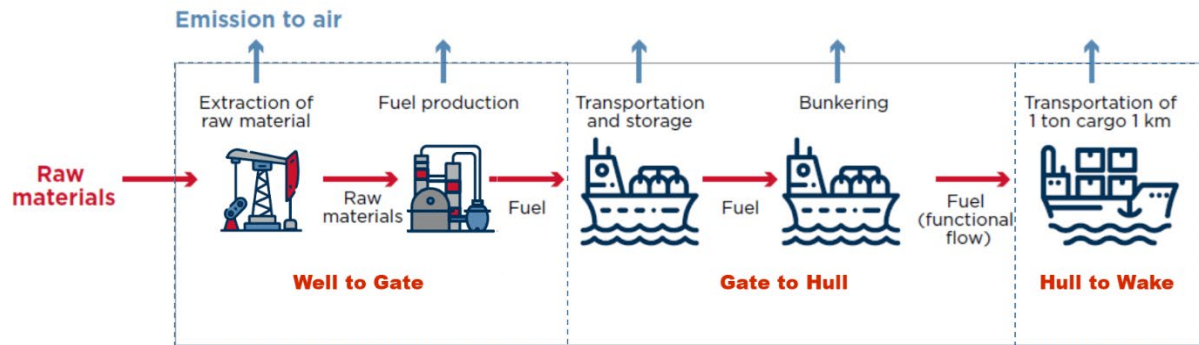 Emission to air
Extraction of
raw material
Fuel production
Transportation
and storage
Bunkering
Transportation of
1 ton cargo 1 km
Raw
materials
Raw
materials
Fuel
Fuel
Fuel
(functional
flow)
Well to Gate
Gate to Hull
Hull to Wake